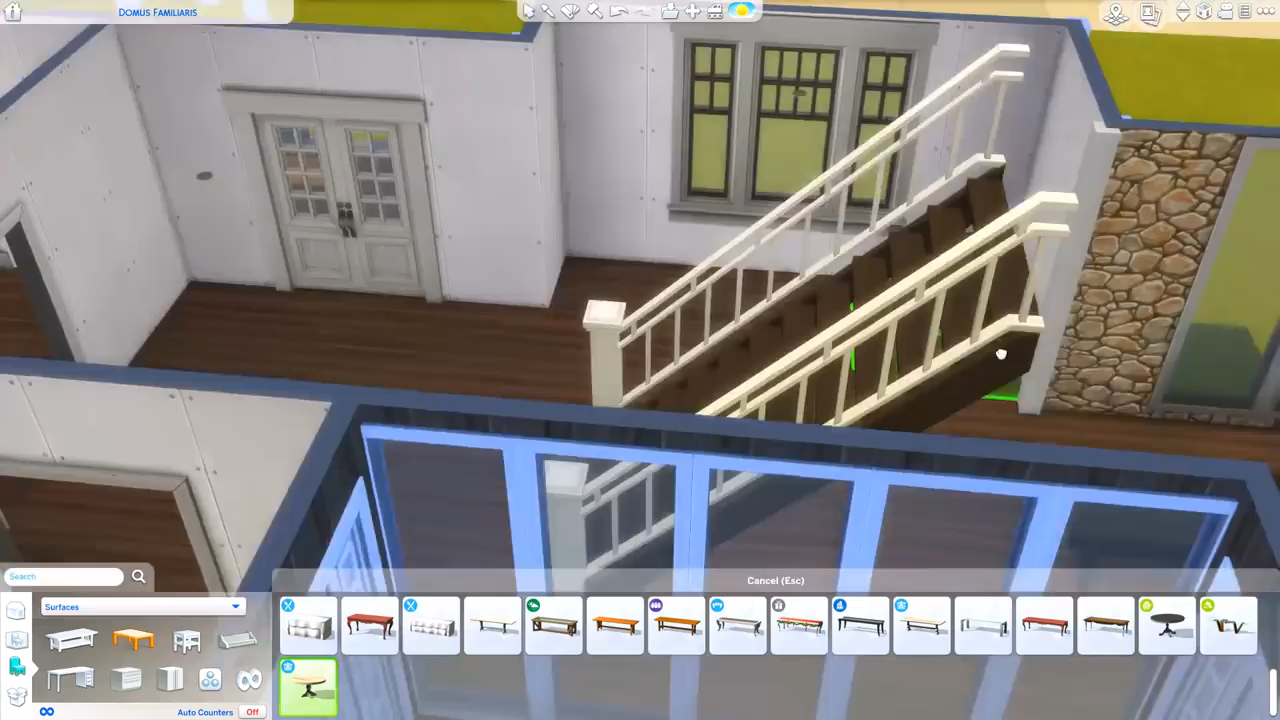 Domus Familiaris
Cancel (Esc)
Search
Surfaces
Auto Counters Off